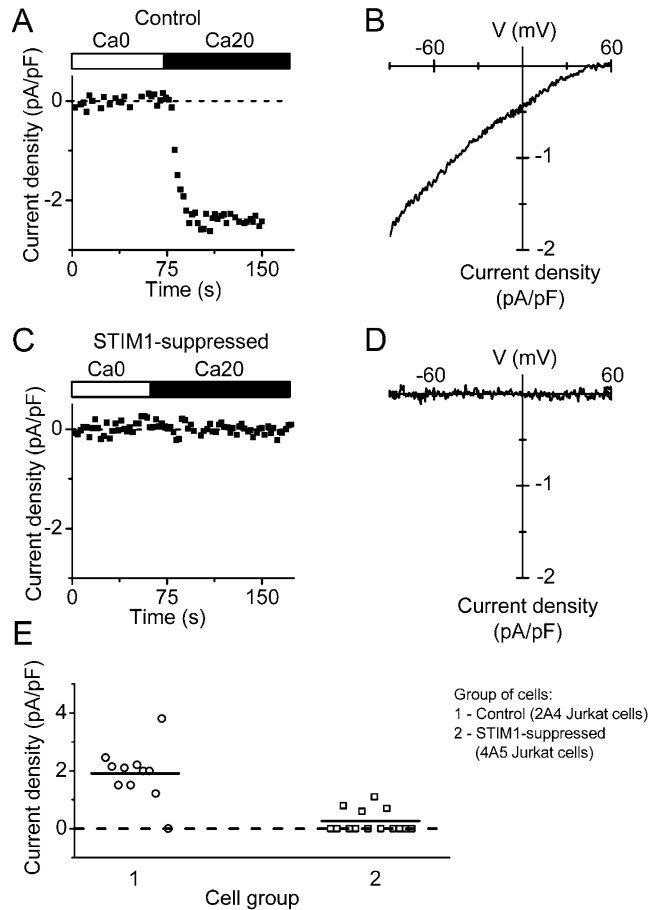 A
Control
Ca0 Ca20
Current density (pA/pF)
0
-2
0 75 150
Time (s)
B
V (mV)
-60 60
-1
-2
Current density
(pA/pF)
C
STIM1-suppressed
Ca0 Ca20
Current density (pA/pF)
0
-2
0 75 150
Time (s)
D
V (mV)
-60 60
-1
-2
Current density
(pA/pF)
E
Current density (pA/pF)
4
2
0
1 2
Cell group
Group of cells:
1 - Control (2A4 Jurkat cells)
2 - STIM1-suppressed
(4A5 Jurkat cells)